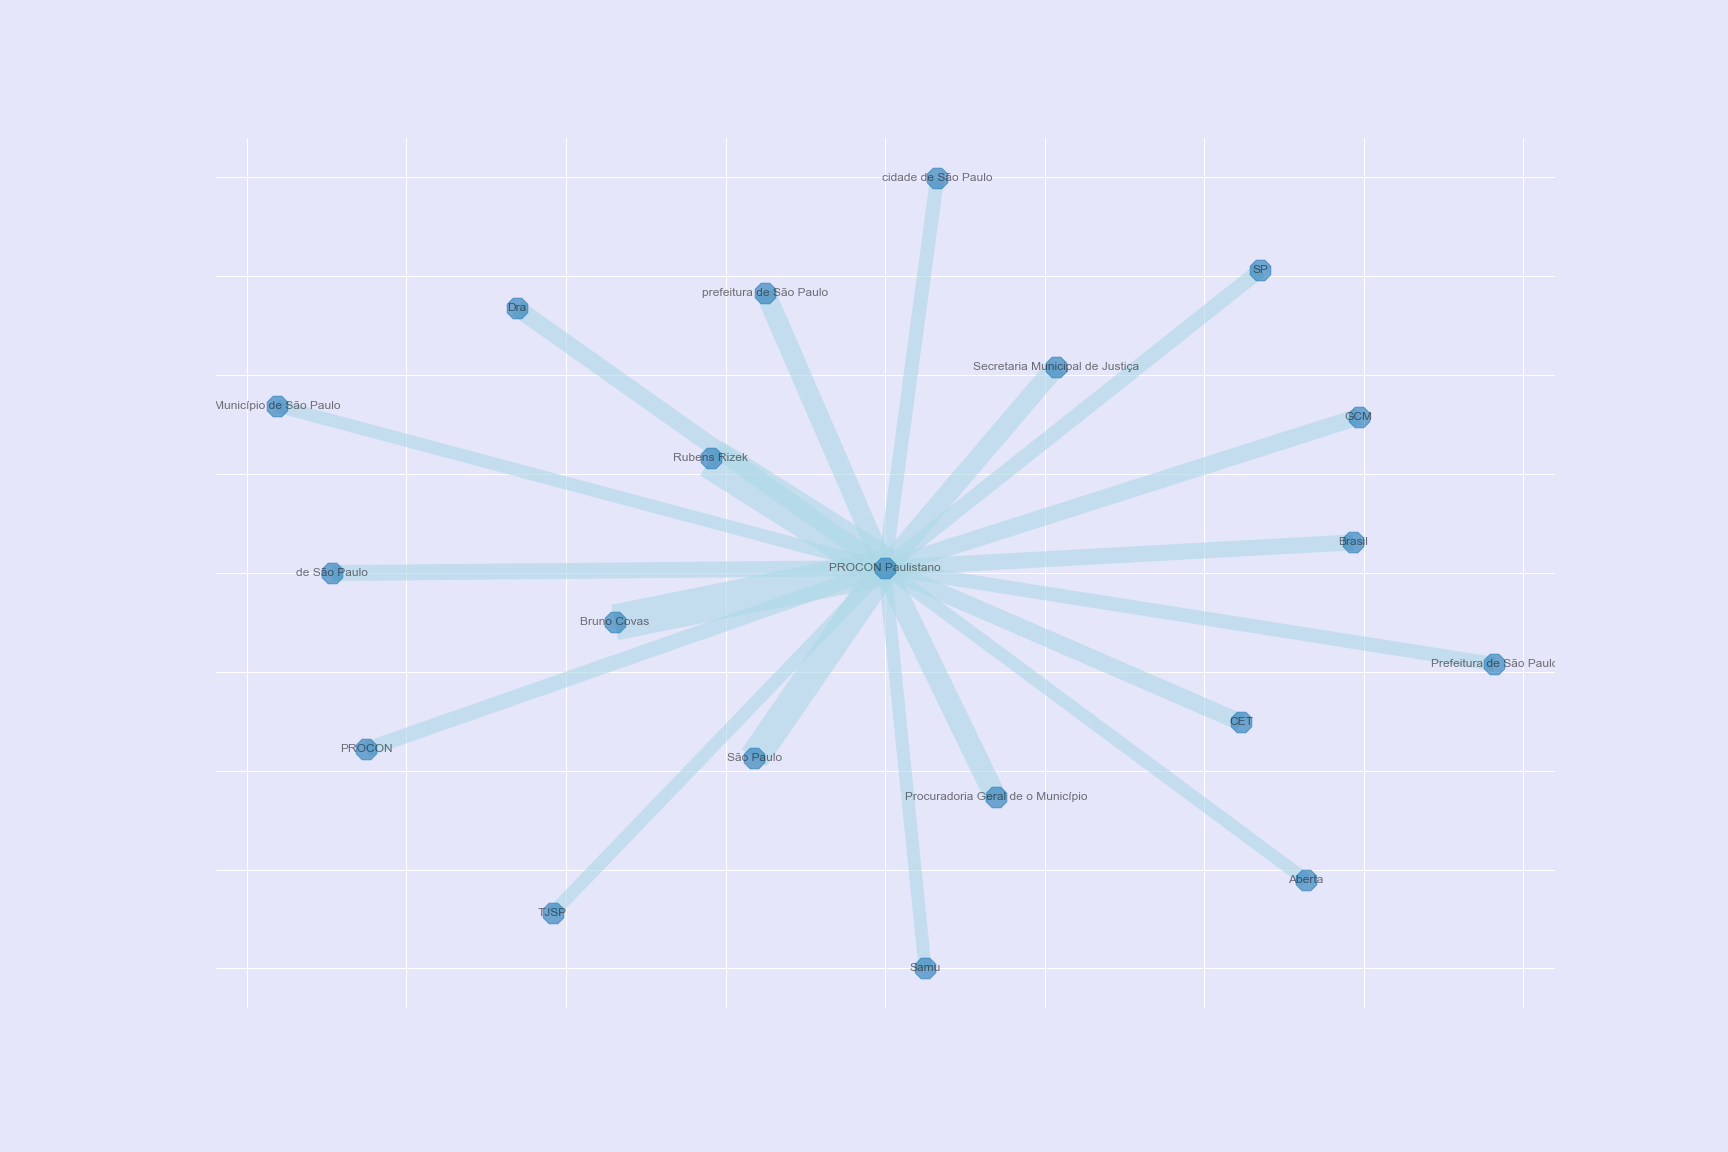 cidade de São Paulo
SP
prefeitura de São Paulo
Dra
Secretaria Municipal de Justiça
Município de São Paulo
GCM
Rubens Rizek
Brasil
PROCON Paulistano
de São Paulo
Bruno Covas
Prefeitura de São Paulo
CET
PROCON
São Paulo
Procuradoria Geral de o Município
Aberta
TJSP
Samu